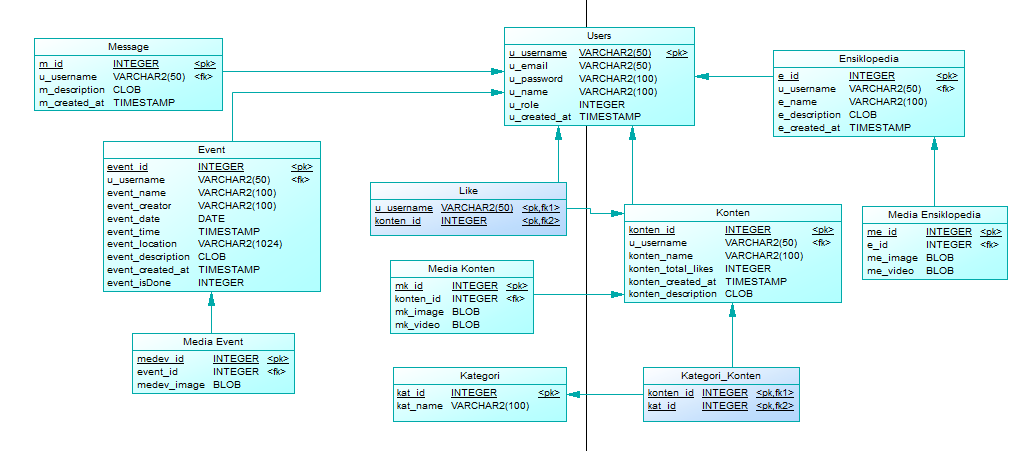 Message
m_id INTEGER <pk>
u_username VARCHAR2(50) <fk>
m_description CLOB
m_created_at TIMESTAMP
Users
u_username VARCHAR2(50) <pk>
u_email VARCHAR2(50)
u_password VARCHAR2(100)
u_name VARCHAR2(100)
u_role INTEGER
u_created_at TIMESTAMP
Ensiklopedia
e_id INTEGER <pk>
u_username VARCHAR2(50) <fk>
e_name VARCHAR2(100)
e_description CLOB
e_created_at TIMESTAMP
Event
event_id INTEGER <pk>
u_username VARCHAR2(50) <fk>
event_name VARCHAR2(100)
event_creator VARCHAR2(100)
event_date DATE
event_time TIMESTAMP
event_location VARCHAR2(1024)
event_description CLOB
event_created_at TIMESTAMP
event_isDone INTEGER
Like
u_username VARCHAR2(50) <pk,fk1>
konten_id INTEGER <pk,fk2>
Konten
konten_id INTEGER <pk>
u_username VARCHAR2(50) <fk>
konten_name VARCHAR2(100)
konten_total_likes INTEGER
konten_created_at TIMESTAMP
konten_description CLOB
Media Ensiklopedia
me_id INTEGER <pk>
e_id INTEGER <fk>
me_image BLOB
me_video BLOB
Media Konten
mk_id INTEGER <pk>
konten_id INTEGER <fk>
mk_image BLOB
mk_video BLOB
Media Event
medev_id INTEGER <pk>
event_id INTEGER <fk>
medev_image BLOB
Kategori
kat_id INTEGER <pk>
kat_name VARCHAR2(100)
Kategori_Konten
konten_id INTEGER <pk,fk1>
kat_id INTEGER <pk,fk2>